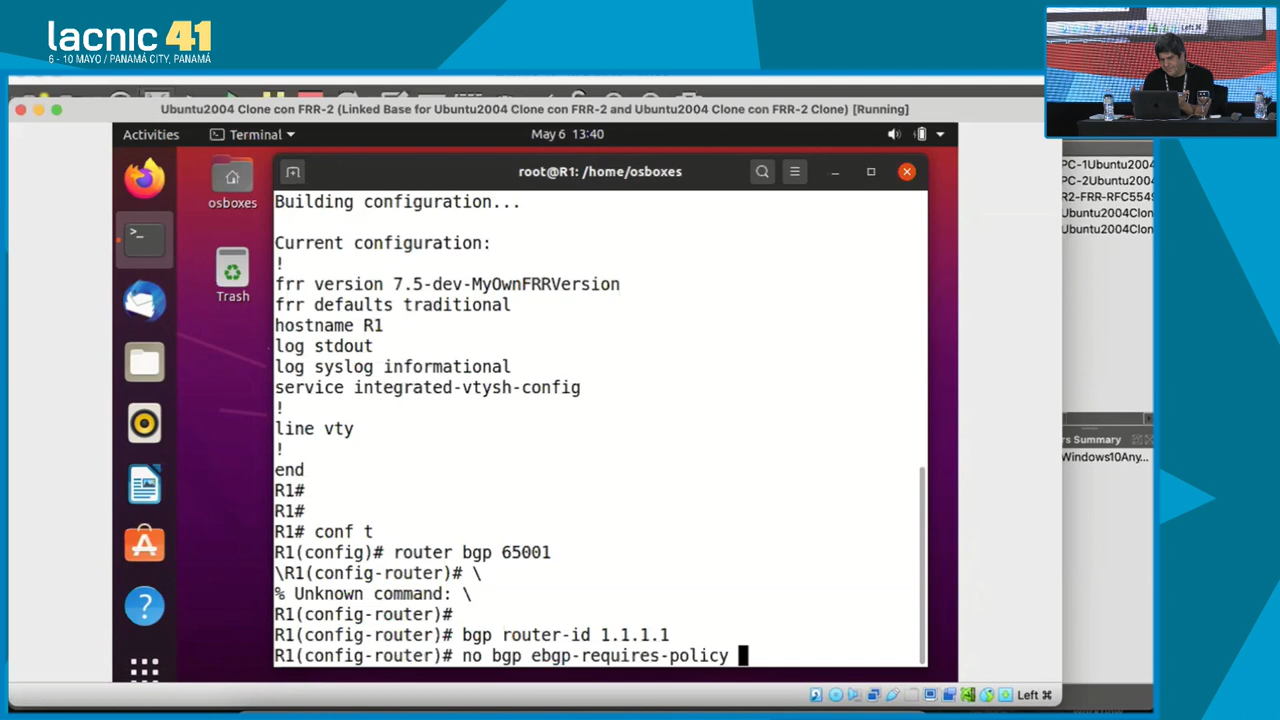 lacnic 41
6 - 10 MAYO / PANAMÁ CITY, PANAMÁ
Ubuntu2004 Clone con FRR-2 (Linked Base for Ubuntu2004 Clone con FRR-2 and Ubuntu2004 Clone con FRR-2 Clone) [Running]
Activities
Terminal
May 6 13:40
root@R1: /home/osboxes
osboxes
Trash
Building configuration...
Current configuration:
!
frr version 7.5-dev-MyOwnFRRVersion
frr defaults traditional
hostname R1
log stdout
log syslog informational
service integrated-vtysh-config
!
line vty
!
end
R1#
R1#
R1# conf t
R1(config)# router bgp 65001
\R1(config-router)# \
% Unknown command: \
R1(config-router)#
R1(config-router)# bgp router-id 1.1.1.1
R1(config-router)# no bgp ebgp-requires-policy
PC-1Ubuntu2004
PC-2Ubuntu2004
R2-FRR-RFC5549
Ubuntu2004Clon
Ubuntu2004Clon
rs Summary
Windows10Any...
Left ⌘